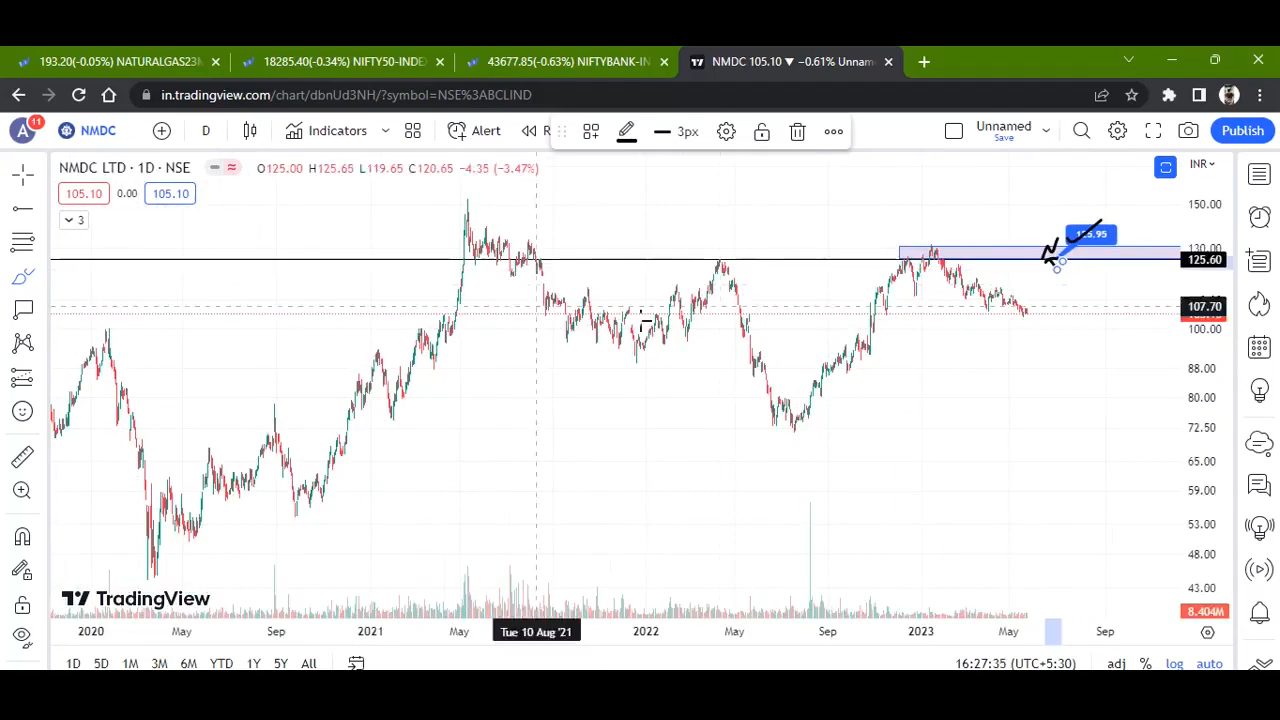 193.20(-0.05%) NATURALGAS23
18285.40(-0.34%) NIFTY50-INDE
43677.85(-0.63%) NIFTYBANK-IN
NMDC 105.10 ▼ −0.61% Unnam
in.tradingview.com/chart/dbnUd3NH/?symbol=NSE%3ABCLIND
A 11 NMDC D Indicators Alert R 3px Unnamed Save Publish
NMDC LTD · 1D · NSE O125.00 H125.65 L119.65 C120.65 −4.35 (−3.47%)
INR
105.10 0.00 105.10
3
150.00
130.00
125.60
107.70
100.00
88.00
80.00
72.50
65.00
59.00
53.00
48.00
43.00
8.404M
TradingView
2020 May Sep 2021 May Tue 10 Aug '21 2022 May Sep 2023 May Sep
1D 5D 1M 3M 6M YTD 1Y 5Y All 16:27:35 (UTC+5:30) adj % log auto